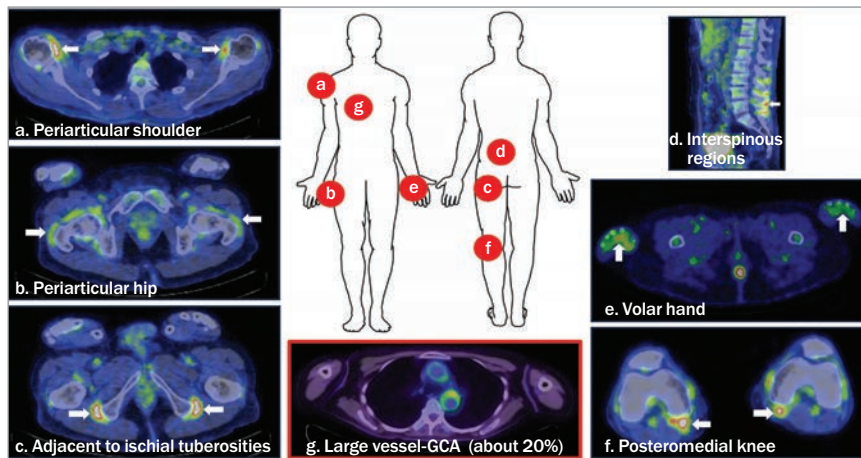 a. Periarticular shoulder
b. Periarticular hip
c. Adjacent to ischial tuberosities
a
g
b
e
d
c
f
g. Large vessel-GCA (about 20%)
d. Interspinous
regions
e. Volar hand
f. Posteromedial knee